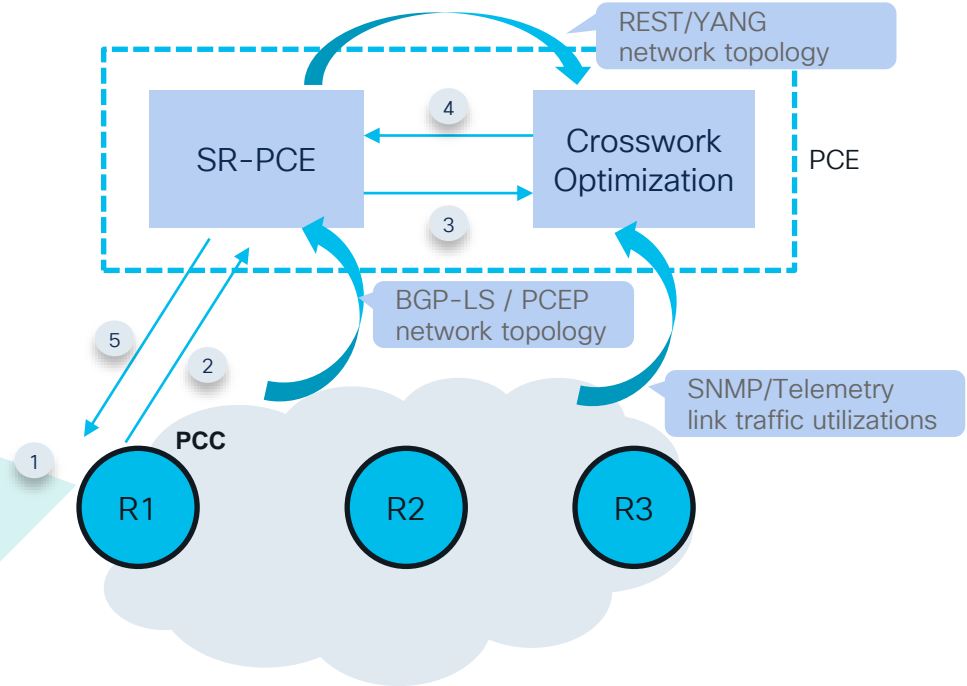 REST/YANG
network topology
4
SR-PCE
Crosswork
Optimization
PCE
3
BGP-LS / PCEP
network topology
5
2
SNMP/Telemetry
link traffic utilizations
PCC
1
R1
R2
R3